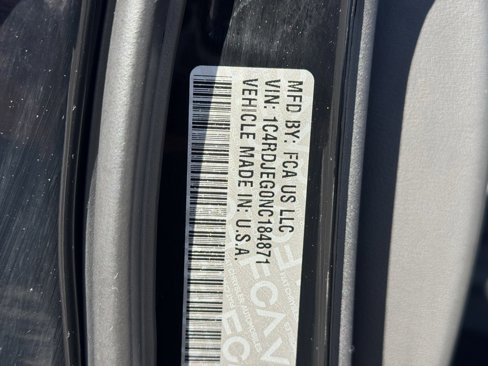 MFD BY: FCA US LLC
VIN: 1C4RDJEG0NC184871
VEHICLE MADE IN: U.S.A